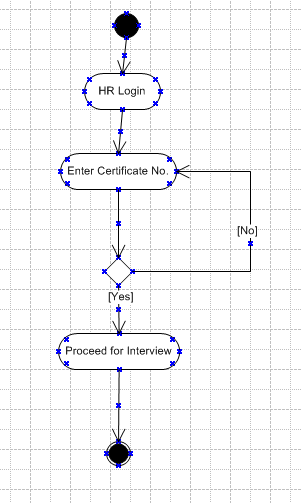 HR Login
Enter Certificate No.
[No]
[Yes]
Proceed for Interview